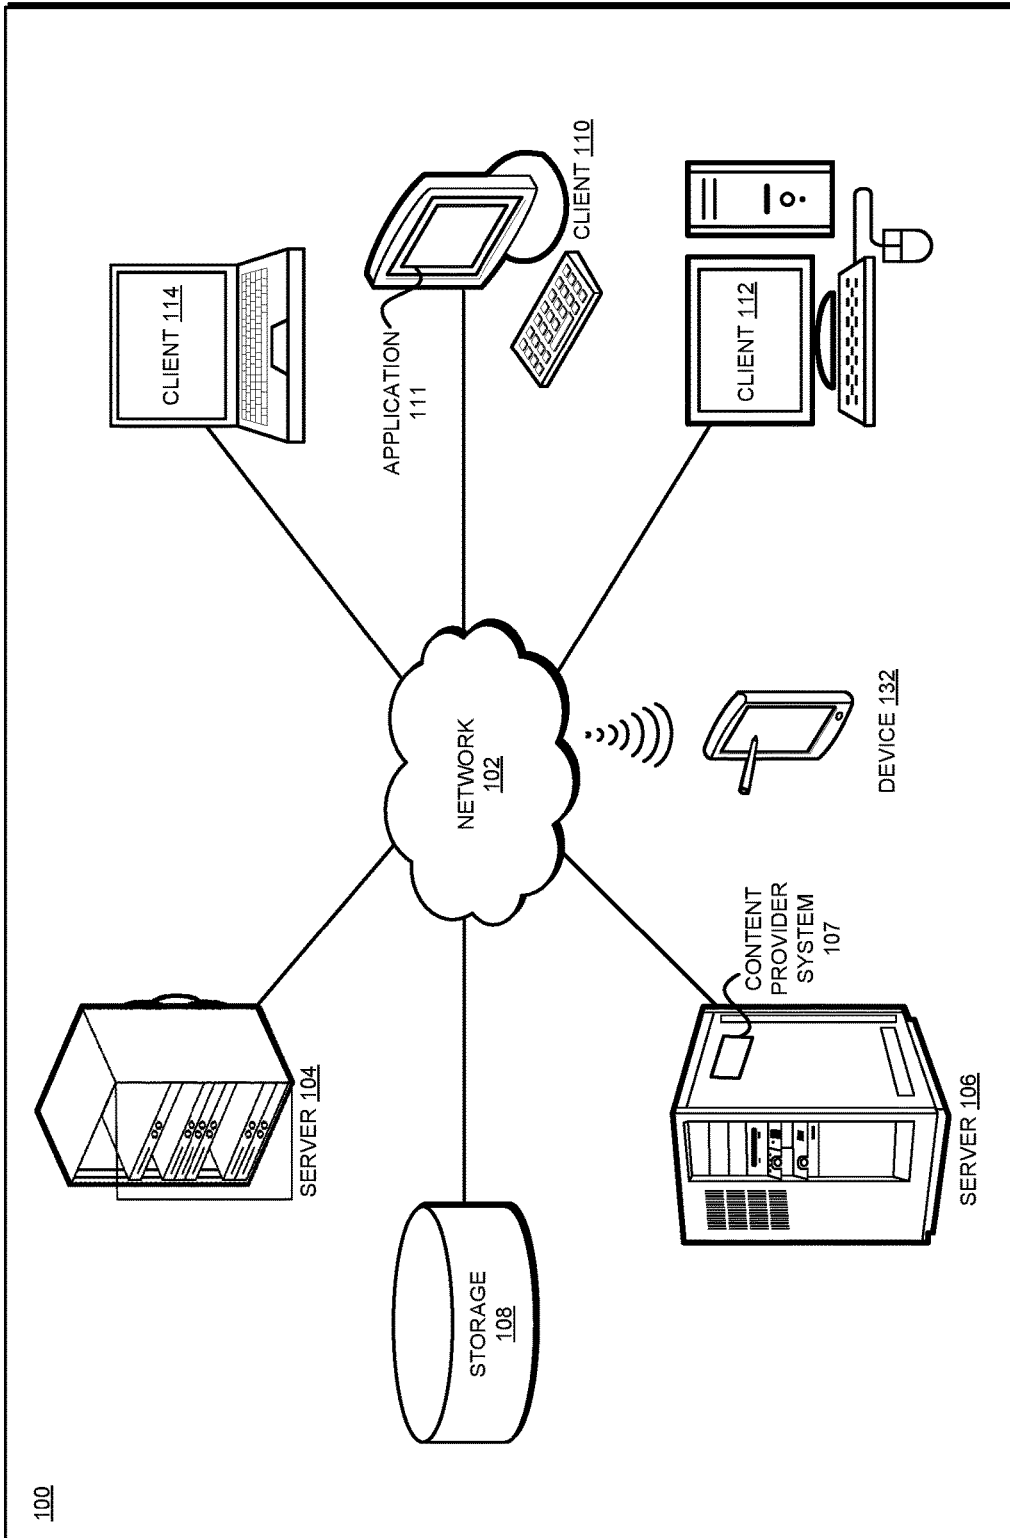 100
SERVER 104
CLIENT 114
STORAGE
108
NETWORK
102
APPLICATION
111
CLIENT 110
CONTENT
PROVIDER
SYSTEM
107
SERVER 106
DEVICE 132
CLIENT 112